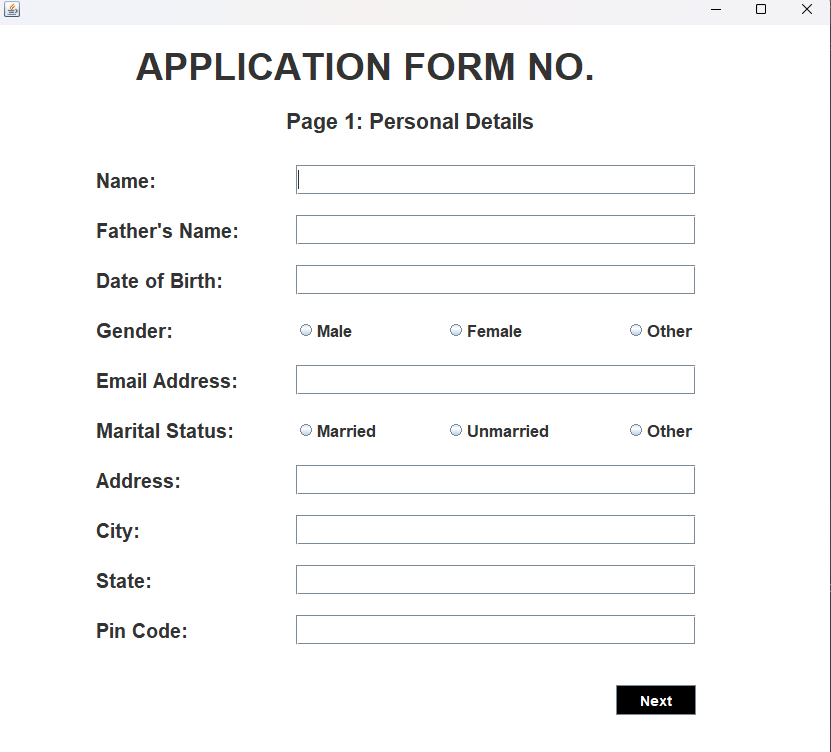 APPLICATION FORM NO.
Page 1: Personal Details
Name:
Father's Name:
Date of Birth:
Gender: Male Female Other
Email Address:
Marital Status: Married Unmarried Other
Address:
City:
State:
Pin Code:
Next